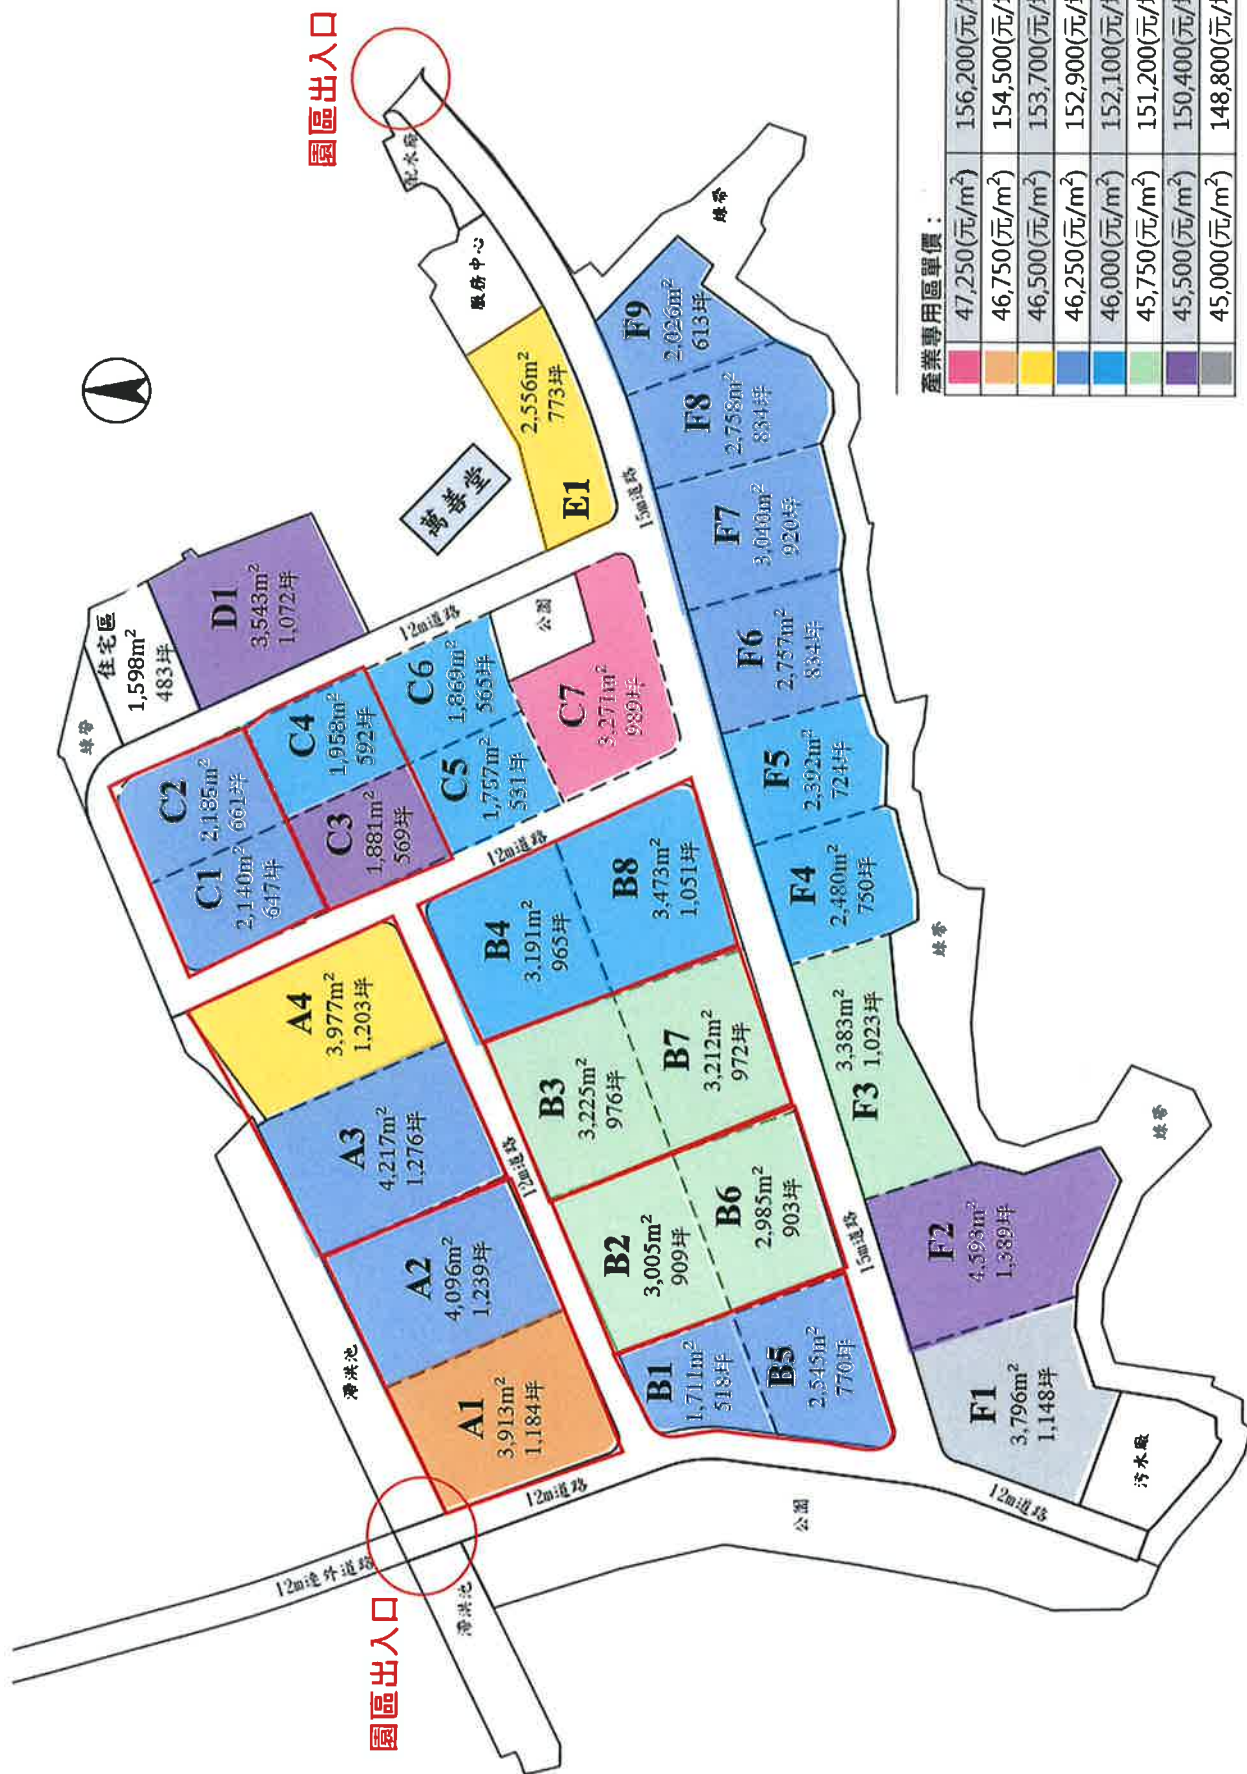 園區出入口
配水廠
服務中心
綠帶
萬善堂
2,556m²
773坪
E1
15m道路
F9
2,026m²
613坪
F8
2,758m²
834坪
F7
3,040m²
920坪
F6
2,757m²
834坪
F5
2,392m²
724坪
F4
2,480m²
750坪
3,383m²
1,023坪
F3
綠帶
F2
4,593m²
1,389坪
綠帶
F1
3,796m²
1,148坪
污水廠
綠帶
住宅區
1,598m²
483坪
D1
3,543m²
1,072坪
12m道路
公園
C2
2,185m²
661坪
C1
2,140m²
647坪
C4
1,958m²
592坪
C3
1,881m²
569坪
C6
1,869m²
565坪
C5
1,757m²
531坪
C7
3,271m²
989坪
12m道路
A4
3,977m²
1,203坪
A3
4,217m²
1,276坪
A2
4,096m²
1,239坪
A1
3,913m²
1,184坪
滯洪池
12m道路
B4
3,191m²
965坪
B8
3,473m²
1,051坪
B3
3,225m²
976坪
B7
3,212m²
972坪
B2
3,005m²
909坪
B6
2,985m²
903坪
B1
1,711m²
518坪
B5
2,545m²
770坪
15m道路
12m道路
12m道路
公園
12m連外道路
滯洪池
園區出入口
產業專用區單價：
47,250(元/m²) 156,200(元/
46,750(元/m²) 154,500(元/
46,500(元/m²) 153,700(元/
46,250(元/m²) 152,900(元/
46,000(元/m²) 152,100(元/
45,750(元/m²) 151,200(元/
45,500(元/m²) 150,400(元/
45,000(元/m²) 148,800(元/